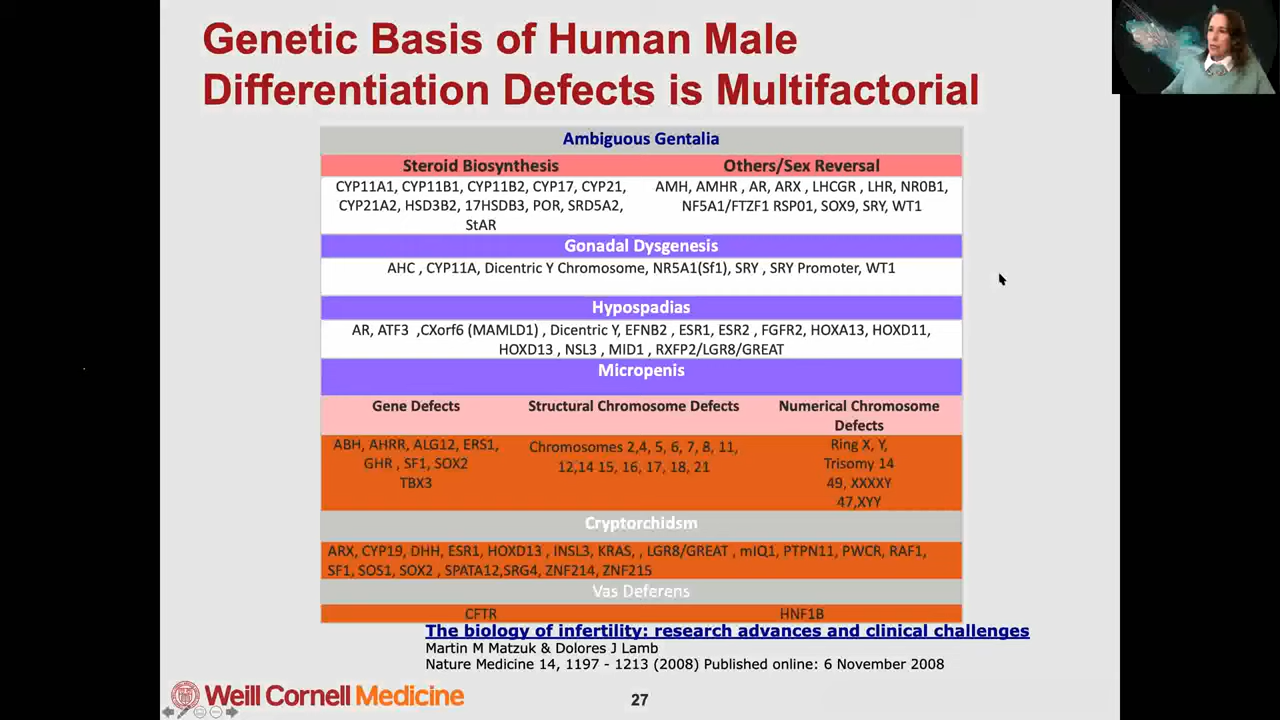 Genetic Basis of Human Male
Differentiation Defects is Multifactorial
Ambiguous Gentalia
Steroid Biosynthesis
Others/Sex Reversal
CYP11A1, CYP11B1, CYP11B2, CYP17, CYP21,
CYP21A2, HSD3B2, 17HSDB3, POR, SRD5A2,
StAR
AMH, AMHR , AR, ARX , LHCGR , LHR, NR0B1,
NF5A1/FTZF1 RSP01, SOX9, SRY, WT1
Gonadal Dysgenesis
AHC , CYP11A, Dicentric Y Chromosome, NR5A1(Sf1), SRY , SRY Promoter, WT1
Hypospadias
AR, ATF3 ,CXorf6 (MAMLD1) , Dicentric Y, EFNB2 , ESR1, ESR2 , FGFR2, HOXA13, HOXD11,
HOXD13 , NSL3 , MID1 , RXFP2/LGR8/GREAT
Micropenis
Gene Defects
Structural Chromosome Defects
Numerical Chromosome
Defects
ABH, AHRR, ALG12, ERS1,
GHR , SF1, SOX2
TBX3
Chromosomes 2,4, 5, 6, 7, 8, 11,
12,14 15, 16, 17, 18, 21
Ring X, Y,
Trisomy 14
49, XXXXY
47,XYY
Cryptorchidsm
ARX, CYP19, DHH, ESR1, HOXD13 , INSL3, KRAS, , LGR8/GREAT , mIQ1, PTPN11, PWCR, RAF1,
SF1, SOS1, SOX2 , SPATA12,SRG4, ZNF214, ZNF215
Vas Deferens
CFTR
HNF1B
The biology of infertility: research advances and clinical challenges
Martin M Matzuk & Dolores J Lamb
Nature Medicine 14, 1197 - 1213 (2008) Published online: 6 November 2008
Weill Cornell Medicine
27